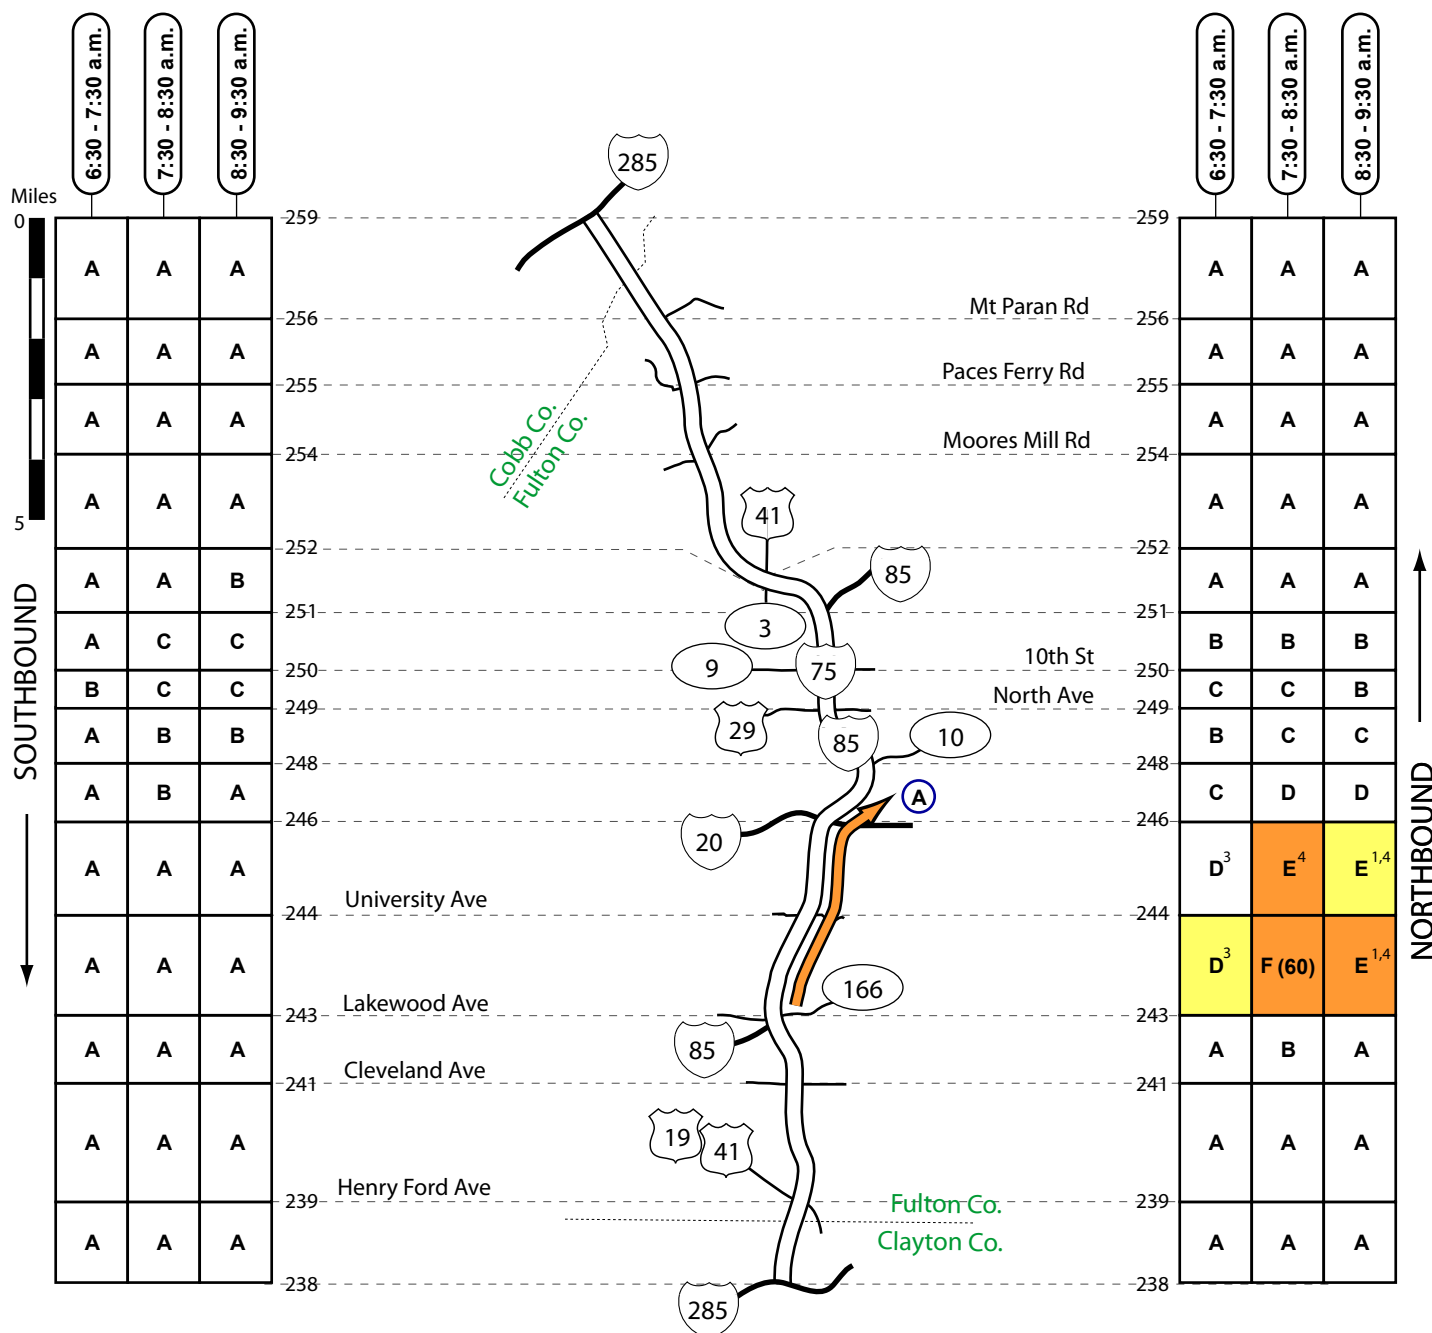 6:30 - 7:30 a.m. 7:30 - 8:30 a.m. 8:30 - 9:30 a.m. 6:30 - 7:30 a.m. 7:30 - 8:30 a.m. 8:30 - 9:30 a.m.
285
Miles
0 259 259
A A A A A A
Mt Paran Rd
256 256
A A A A A A
Paces Ferry Rd
255 255
A A A A A A
Cobb Co.
Fulton Co.
Moores Mill Rd
254 254
A A A A A A
41
5
252 252
A A B 85 A A A
251 251
3
A C C B B B
10th St
250 9 75 250
B C C C C B
North Ave
249 249
A B B 29 85 10 B C C
248 248
A B A A C D D
246 246
20
A A A D3 E4 E1,4
University Ave
244 244
A A A D3 F (60) E1,4
166
Lakewood Ave
243 243
A A A 85 A B A
Cleveland Ave
241 241
A A A 19 41 A A A
Henry Ford Ave
239 239
Fulton Co.
Clayton Co.
A A A A A A
238 238
285
SOUTHBOUND
NORTHBOUND